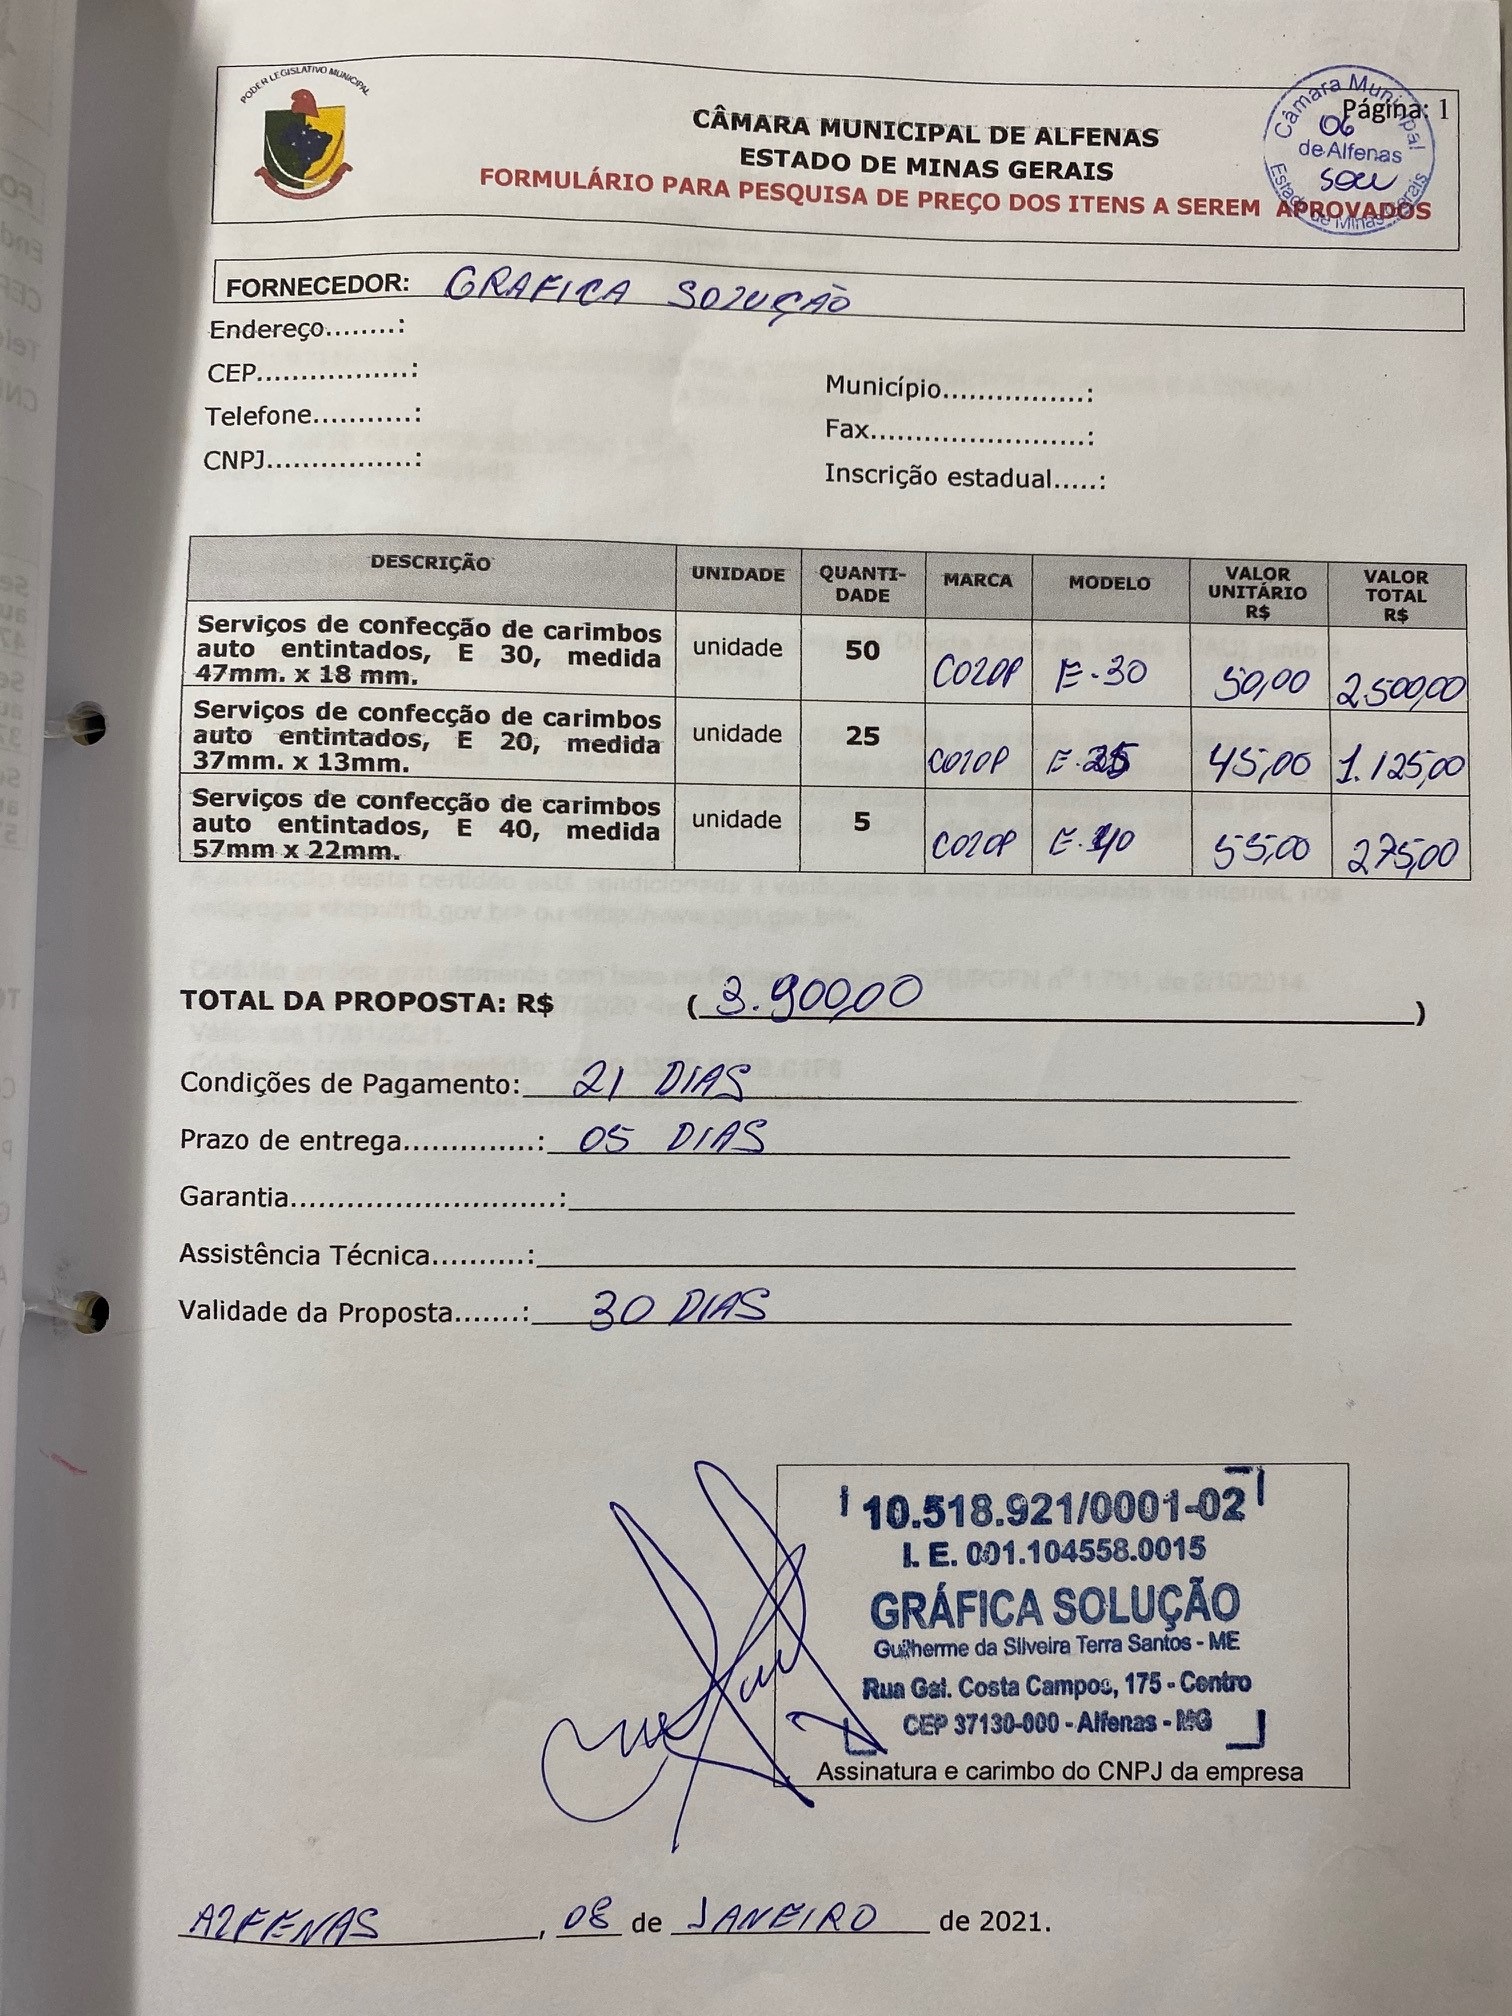 PODER LEGISLATIVO MUNICIPAL
CÂMARA MUNICIPAL DE ALFENAS
ESTADO DE MINAS GERAIS
FORMULÁRIO PARA PESQUISA DE PREÇO DOS ITENS A SEREM APROVADOS
Página: 1
Câmara Municipal
06
de Alfenas
Estado de Minas Gerais
FORNECEDOR: GRAFICA SOLUÇÃO
Endereço........:
CEP.................:
Município................:
Telefone...........:
Fax........................:
CNPJ................:
Inscrição estadual.....:
DESCRIÇÃO UNIDADE QUANTI- MARCA MODELO VALOR VALOR
DADE UNITÁRIO TOTAL
R$ R$
Serviços de confecção de carimbos
auto entintados, E 30, medida unidade 50 COLOP E-30 50,00 2.500,00
47mm. x 18 mm.
Serviços de confecção de carimbos
auto entintados, E 20, medida unidade 25 COLOP 45,00 1.125,00
37mm. x 13mm.
Serviços de confecção de carimbos
auto entintados, E 40, medida unidade 5 COLOP E-40 55,00 275,00
57mm x 22mm.
TOTAL DA PROPOSTA: R$ ( 3.900,00 )
Condições de Pagamento: 21 DIAS
Prazo de entrega..............: 05 DIAS
Garantia............................:
Assistência Técnica..........:
Validade da Proposta.......: 30 DIAS
10.518.921/0001-02
I. E. 001.104558.0015
GRÁFICA SOLUÇÃO
Guilherme da Silveira Terra Santos - ME
Rua Gal. Costa Campos, 175 - Centro
CEP 37130-000 - Alfenas - MG
Assinatura e carimbo do CNPJ da empresa
ALFENAS, 08 de JANEIRO de 2021.